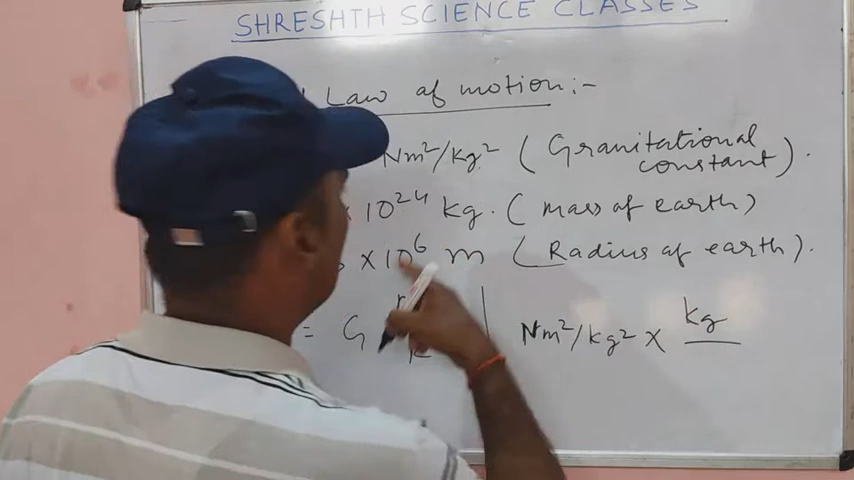 SHRESHTH SCIENCE CLASSES
Law of motion :-
Nm²/kg² ( Gravitational constant ) .
× 10²⁴ kg . ( mass of earth )
× 10⁶ m ( Radius of earth ) .
= G
Nm²/kg² × kg